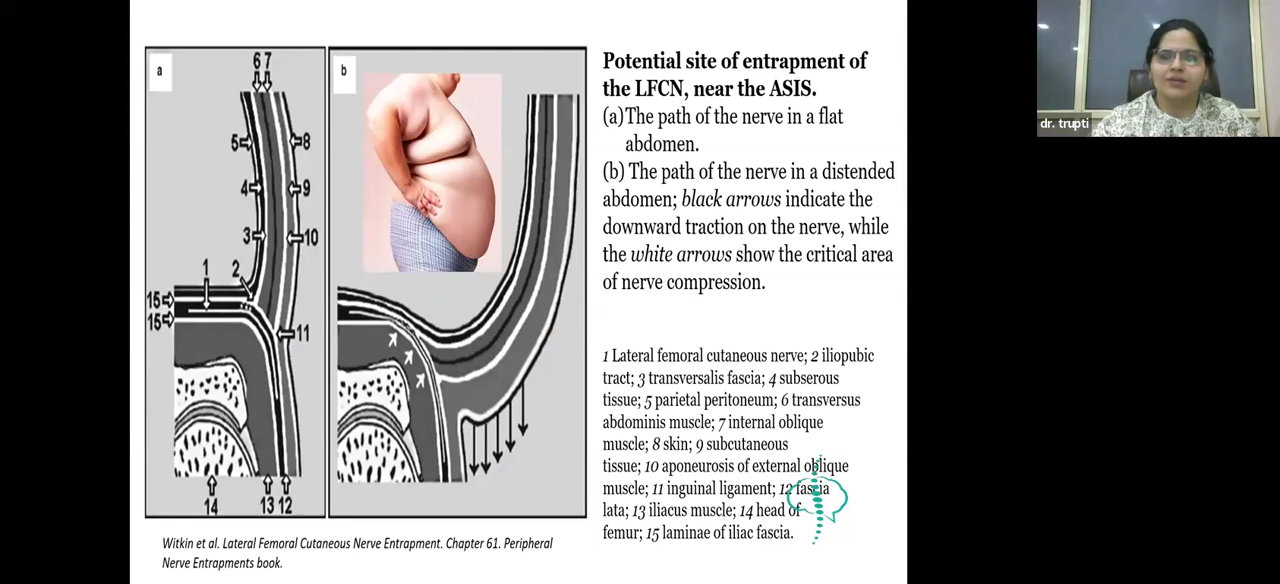 a
6 7
5
8
4
9
3
10
1
2
15
15
11
14
13 12
b
Potential site of entrapment of
the LFCN, near the ASIS.
(a)The path of the nerve in a flat
abdomen.
(b) The path of the nerve in a distended
abdomen; black arrows indicate the
downward traction on the nerve, while
the white arrows show the critical area
of nerve compression.
1 Lateral femoral cutaneous nerve; 2 iliopubic
tract; 3 transversalis fascia; 4 subserous
tissue; 5 parietal peritoneum; 6 transversus
abdominis muscle; 7 internal oblique
muscle; 8 skin; 9 subcutaneous
tissue; 10 aponeurosis of external oblique
muscle; 11 inguinal ligament; 12 fascia
lata; 13 iliacus muscle; 14 head of
femur; 15 laminae of iliac fascia.
Witkin et al. Lateral Femoral Cutaneous Nerve Entrapment. Chapter 61. Peripheral
Nerve Entrapments book.
dr. trupti